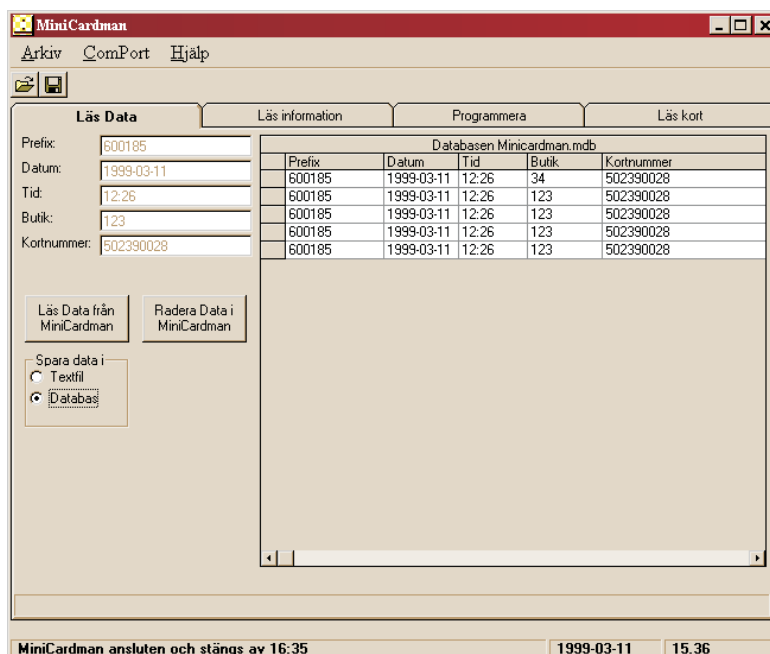 MiniCardman
Arkiv ComPort Hjälp
Läs Data Läs information Programmera Läs kort
Prefix: 600185
Datum: 1999-03-11
Tid: 12:26
Butik: 123
Kortnummer: 502390028
Läs Data från MiniCardman
Radera Data i MiniCardman
Spara data i
Textfil
Databas
Databasen Minicardman.mdb
Prefix Datum Tid Butik Kortnummer
600185 1999-03-11 12:26 34 502390028
600185 1999-03-11 12:26 123 502390028
600185 1999-03-11 12:26 123 502390028
600185 1999-03-11 12:26 123 502390028
600185 1999-03-11 12:26 123 502390028
MiniCardman ansluten och stängs av 16:35 1999-03-11 15.36